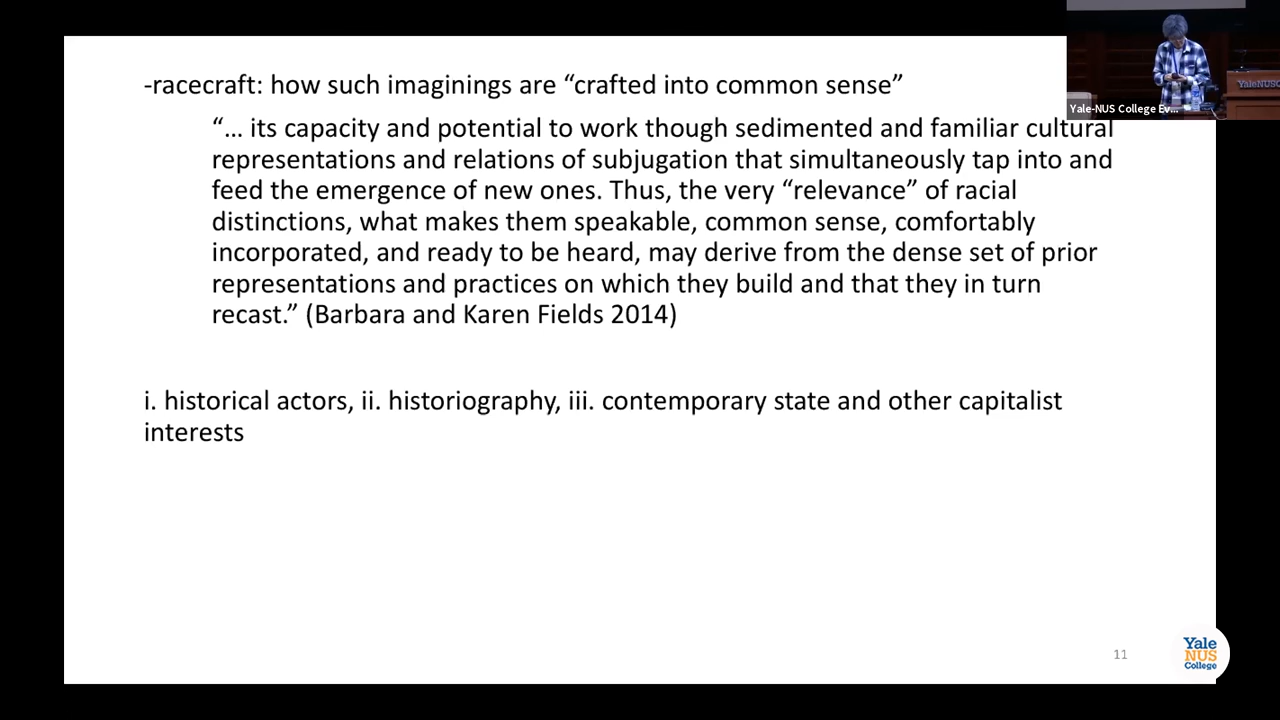 -racecraft: how such imaginings are “crafted into common sense”
“… its capacity and potential to work though sedimented and familiar cultural
representations and relations of subjugation that simultaneously tap into and
feed the emergence of new ones. Thus, the very “relevance” of racial
distinctions, what makes them speakable, common sense, comfortably
incorporated, and ready to be heard, may derive from the dense set of prior
representations and practices on which they build and that they in turn
recast.” (Barbara and Karen Fields 2014)
i. historical actors, ii. historiography, iii. contemporary state and other capitalist
interests
11
Yale
NUS
College
YaleNUS
Yale-NUS College Ev...